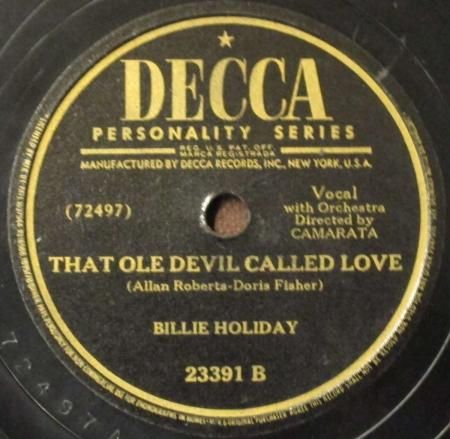 DECCA
PERSONALITY SERIES
REG. U.S. PAT. OFF.
MARCA REGISTRADA
MANUFACTURED BY DECCA RECORDS, INC., NEW YORK, U.S.A.
(72497)
Vocal
with Orchestra
Directed by
CAMARATA
THAT OLE DEVIL CALLED LOVE
(Allan Roberts-Doris Fisher)
BILLIE HOLIDAY
23391 B
72497A